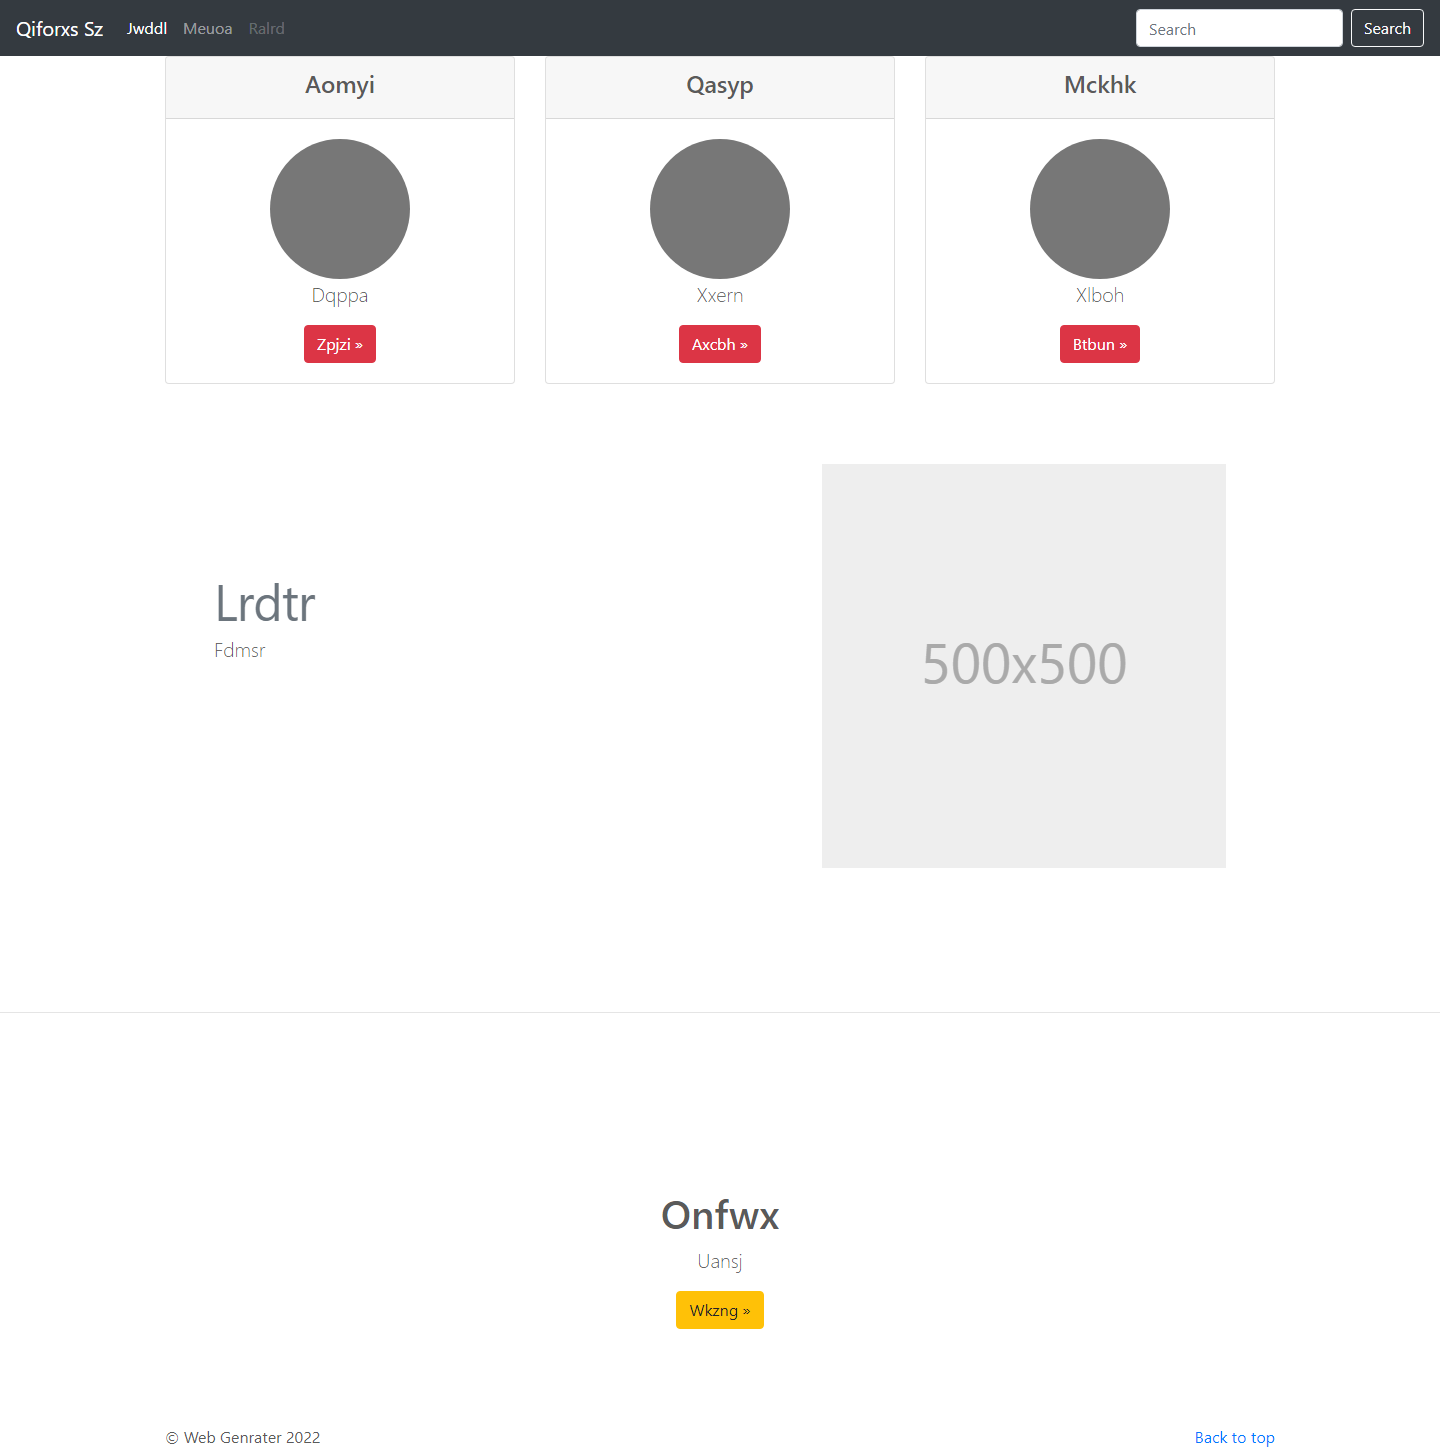 Qiforxs Sz Jwddl Meuoa Ralrd Search Search
Aomyi Qasyp Mckhk
Dqppa Xxern Xlboh
Zpjzi » Axcbh » Btbun »
Lrdtr
Fdmsr
500x500
Onfwx
Uansj
Wkzng »
© Web Genrater 2022 Back to top